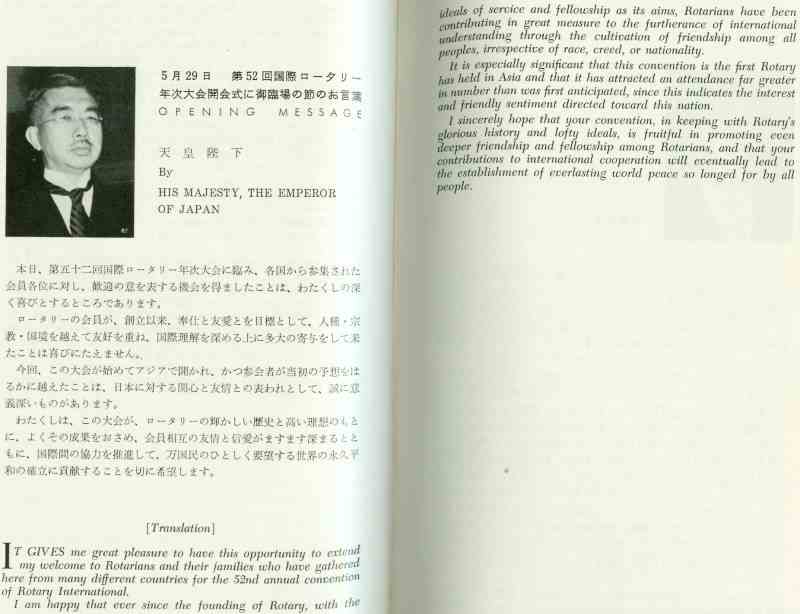 5月29日　第52回国際ロータリー
年次大会開会式に御臨場の節のお言葉
OPENING MESSAGE
天皇陛下
By
HIS MAJESTY, THE EMPEROR
OF JAPAN
本日、第五十二回国際ロータリー年次大会に臨み、各国から参集された
会員各位に対し、歓迎の意を表する機会を得ましたことは、わたくしの深
く喜びとするところであります。
ロータリーの会員が、創立以来、奉仕と友愛とを目標として、人種・宗
教・国境を越えて友好を重ね、国際理解を深める上に多大の寄与をして来
たことは喜びにたえません。
今回、この大会が始めてアジアで開かれ、かつ参会者が当初の予想をは
るかに越えたことは、日本に対する関心と友情との表われとして、誠に意
義深いものがあります。
わたくしは、この大会が、ロータリーの輝かしい歴史と高い理想のもと
に、よくその成果をおさめ、会員相互の友情と信愛がますます深まるとと
もに、国際間の協力を推進して、万国民のひとしく要望する世界の永久平
和の確立に貢献することを切に希望します。
[Translation]
IT GIVES me great pleasure to have this opportunity to extend
my welcome to Rotarians and their families who have gathered
here from many different countries for the 52nd annual convention
of Rotary International.
I am happy that ever since the founding of Rotary, with the
ideals of service and fellowship as its aims, Rotarians have been
contributing in great measure to the furtherance of international
understanding through the cultivation of friendship among all
peoples, irrespective of race, creed, or nationality.
It is especially significant that this convention is the first Rotary
has held in Asia and that it has attracted an attendance far greater
in number than was first anticipated, since this indicates the interest
and friendly sentiment directed toward this nation.
I sincerely hope that your convention, in keeping with Rotary's
glorious history and lofty ideals, is fruitful in promoting even
deeper friendship and fellowship among Rotarians, and that your
contributions to international cooperation will eventually lead to
the establishment of everlasting world peace so longed for by all
people.